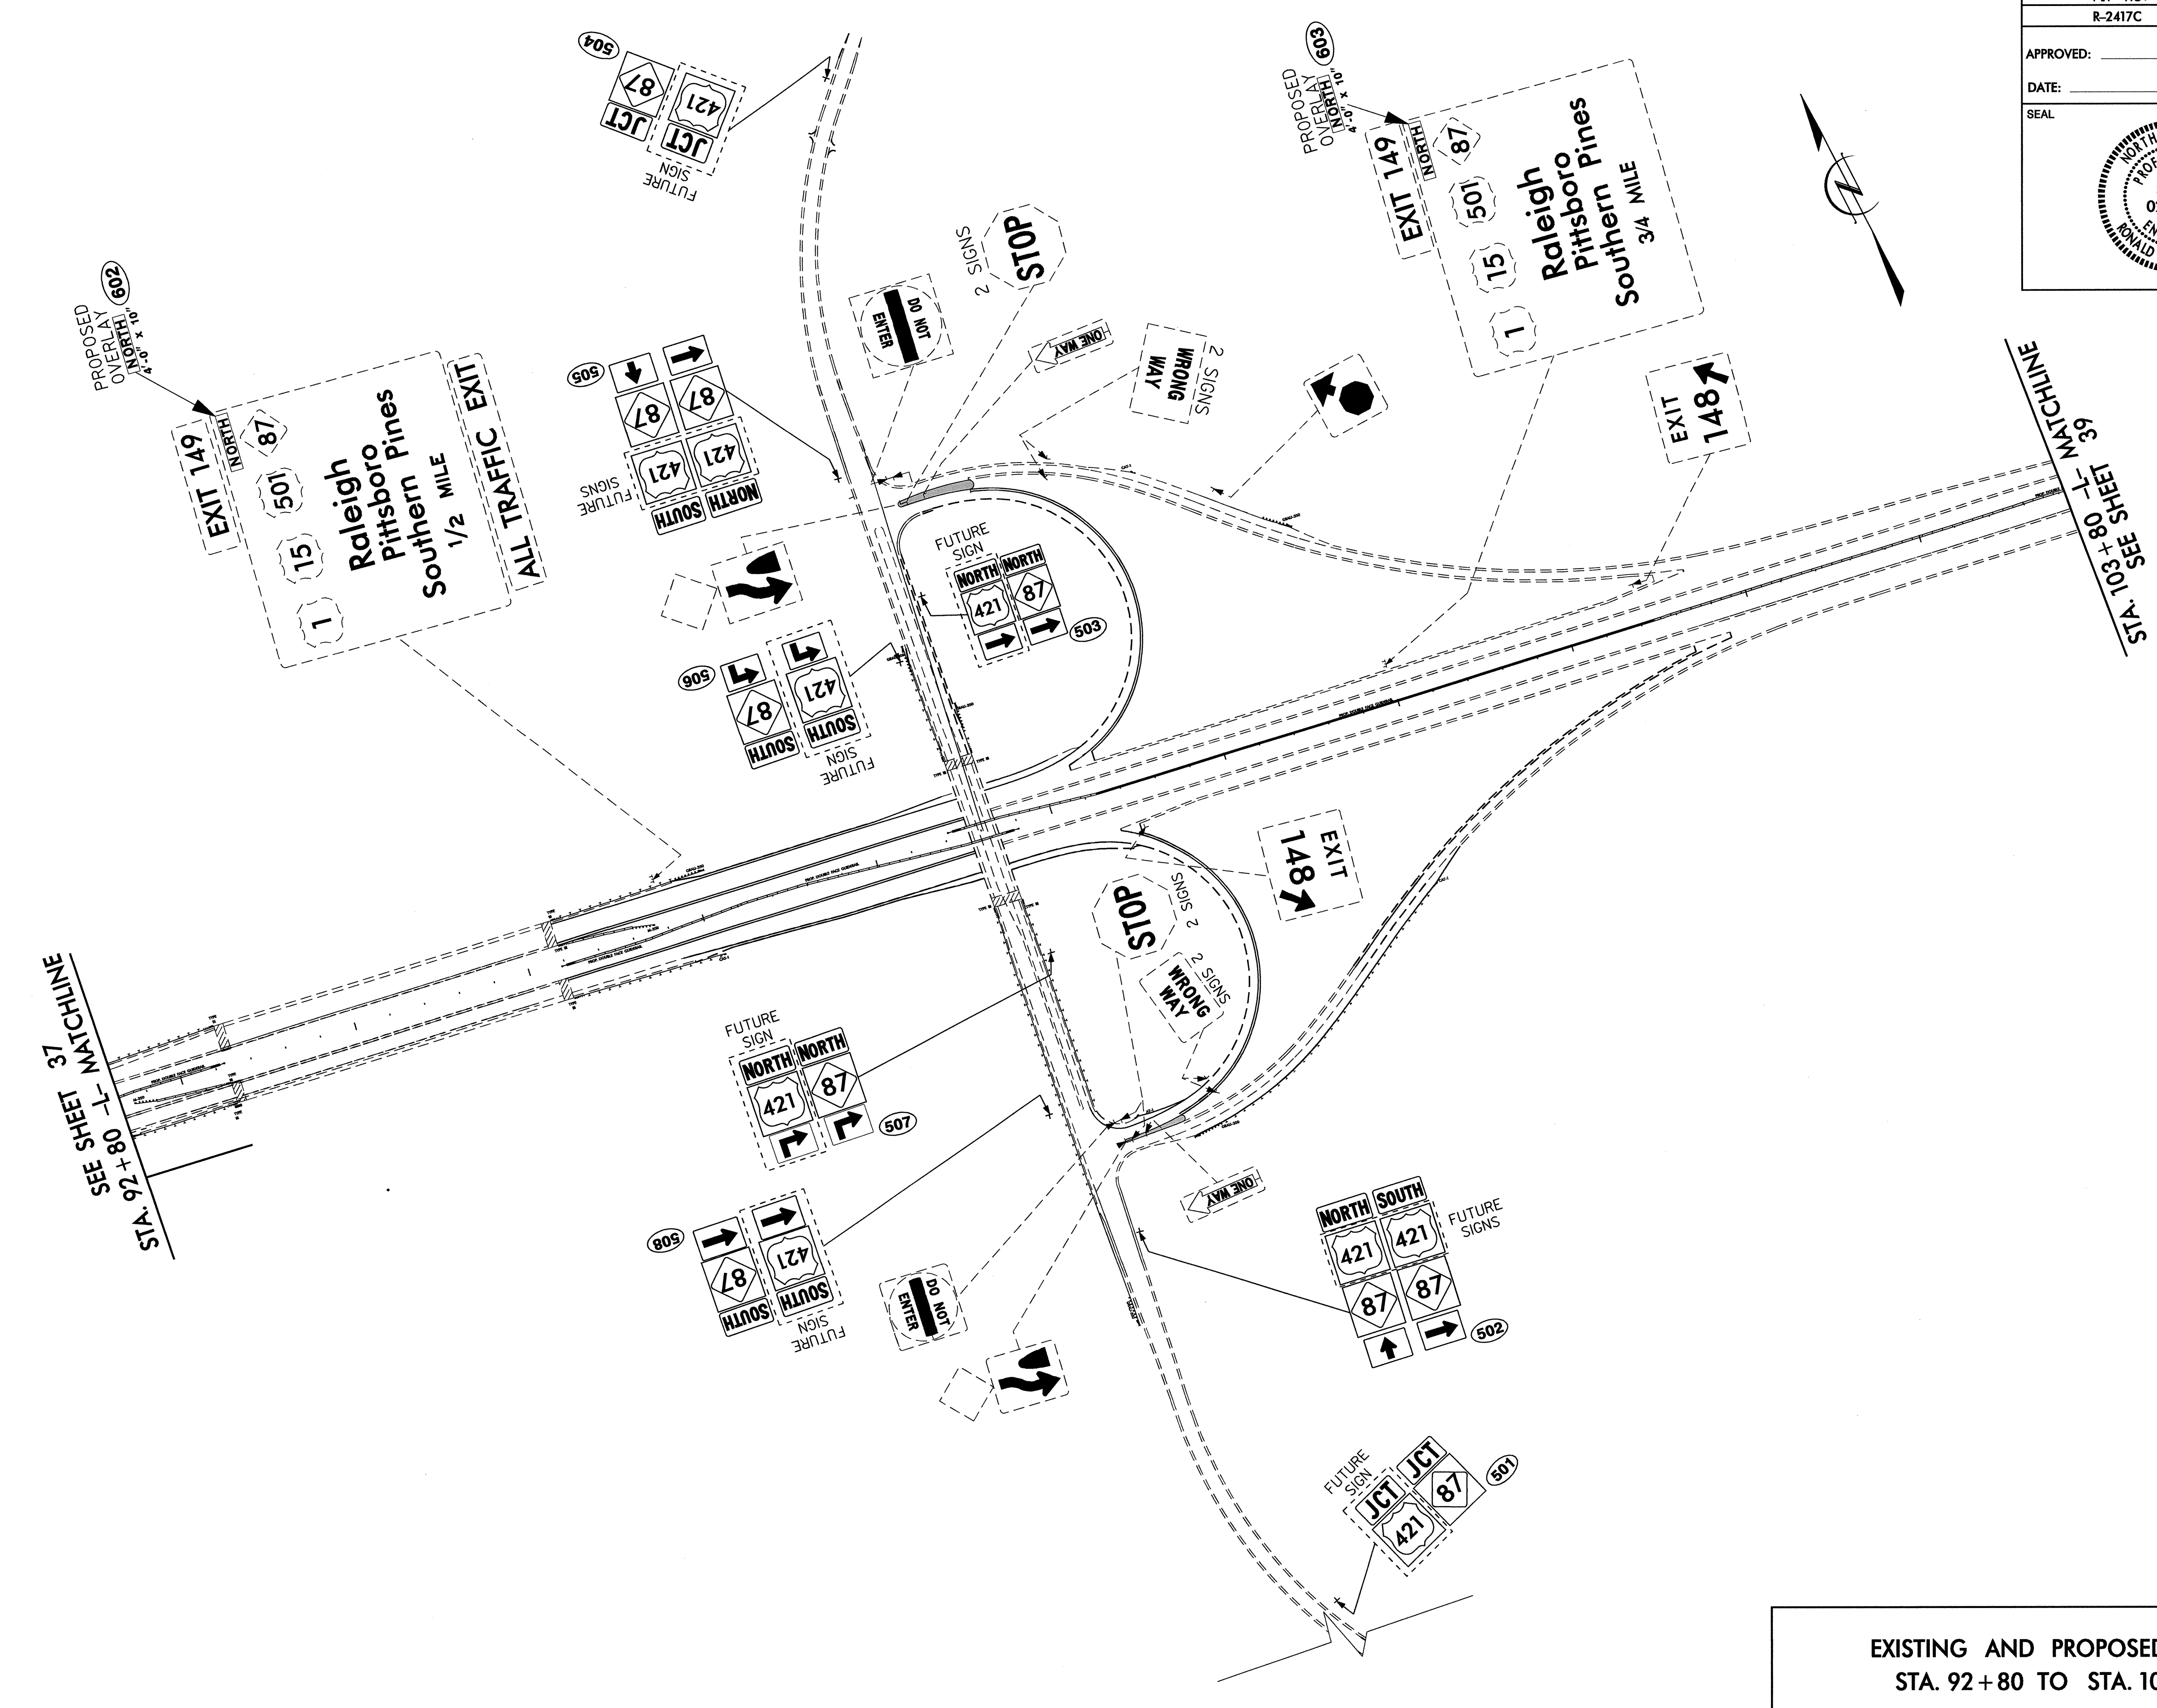 R-2417C
APPROVED:
DATE:
SEAL
NORTH
PROF
RONALD
504
87
JCT
421
JCT
FUTURE
SIGN
603
PROPOSED
OVERLAY
NORTH
4'-0" x 10"
EXIT 149
NORTH
87
501
15
1
Raleigh
Pittsboro
Southern Pines
3/4 MILE
602
PROPOSED
OVERLAY
NORTH
4'-0" x 10"
EXIT 149
NORTH
87
501
15
1
Raleigh
Pittsboro
Southern Pines
1/2 MILE
ALL TRAFFIC EXIT
2 SIGNS
STOP
DO NOT
ENTER
ONE WAY
WRONG
WAY
2 SIGNS
EXIT
148
MATCHLINE
STA. 103+80 -L-
SEE SHEET 39
505
87
87
421
421
SOUTH
NORTH
FUTURE
SIGNS
FUTURE
SIGN
NORTH
NORTH
421
87
503
506
87
SOUTH
421
SOUTH
FUTURE
SIGN
EXIT
148
STOP
2 SIGNS
WRONG
WAY
2 SIGNS
SEE SHEET 37
STA. 92+80 -L- MATCHLINE
FUTURE
SIGN
NORTH
NORTH
421
87
507
508
87
SOUTH
421
SOUTH
FUTURE
SIGN
ONE WAY
DO NOT
ENTER
NORTH
SOUTH
421
421
FUTURE
SIGNS
87
87
502
FUTURE
SIGN
JCT
JCT
421
87
501
EXISTING AND PROPOSED
STA. 92+80 TO STA. 10